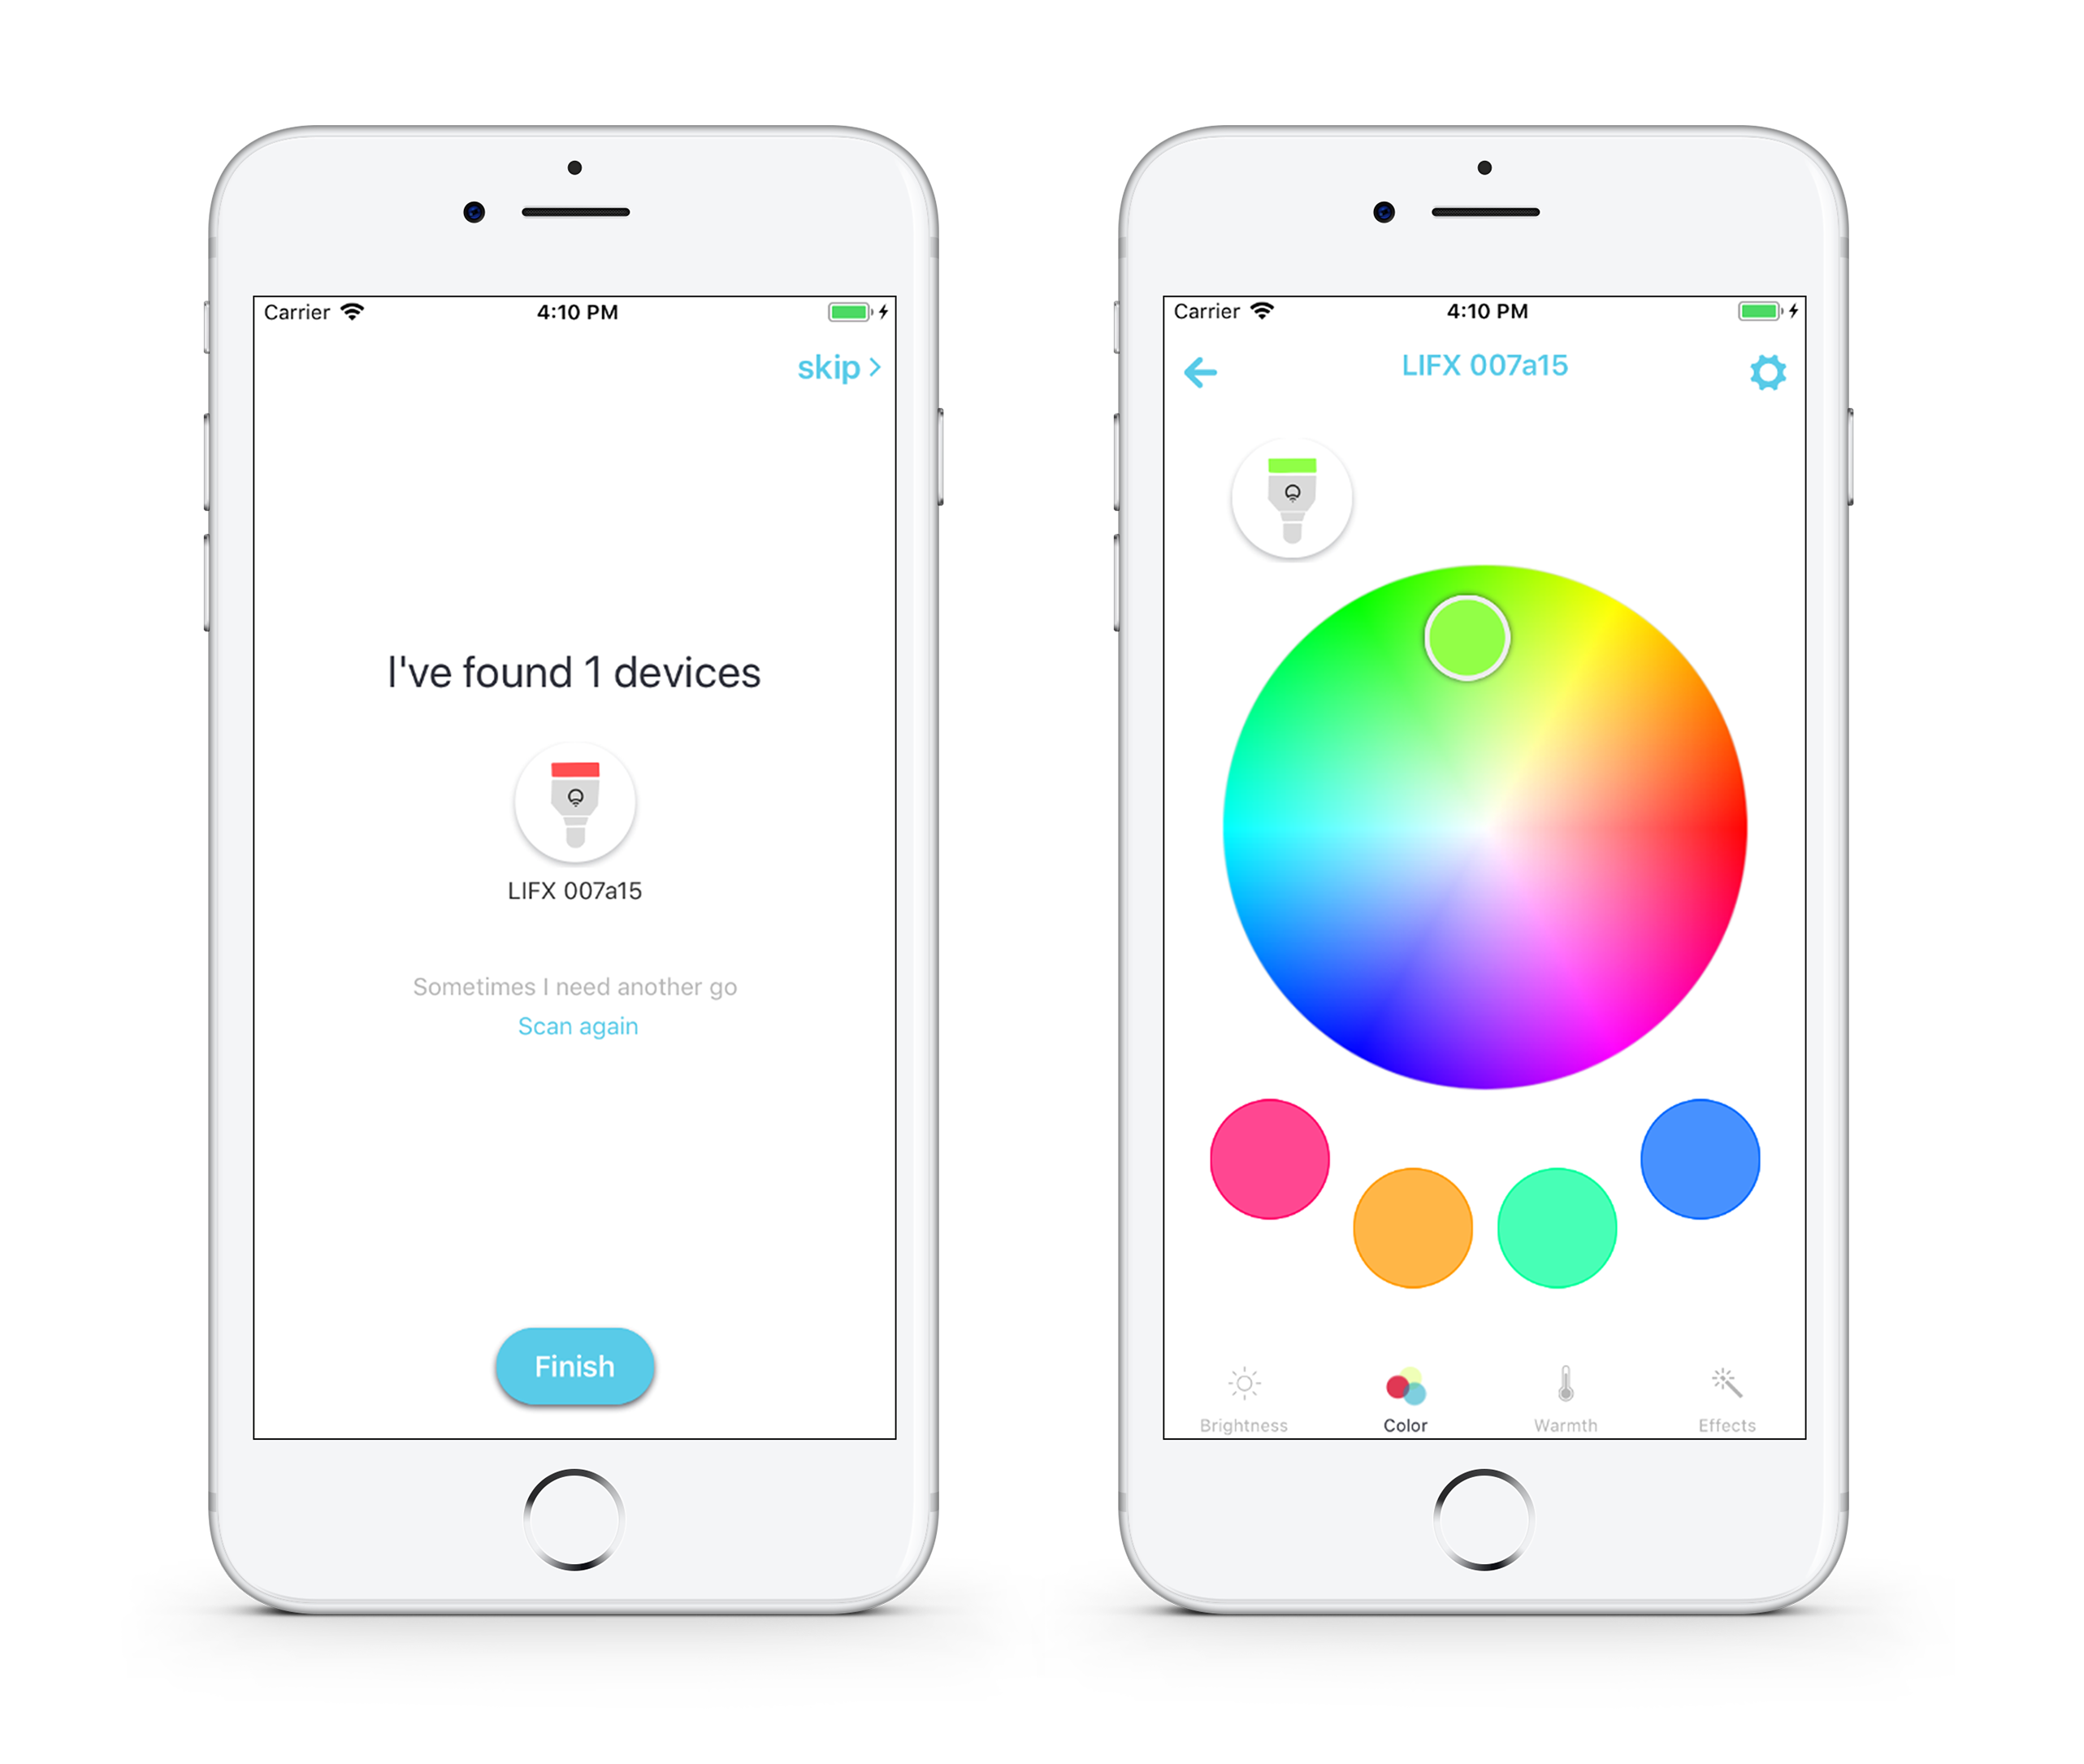 Carrier 4:10 PM
skip >
I've found 1 devices
LIFX 007a15
Sometimes I need another go
Scan again
Finish
Carrier 4:10 PM
LIFX 007a15
Brightness Color Warmth Effects